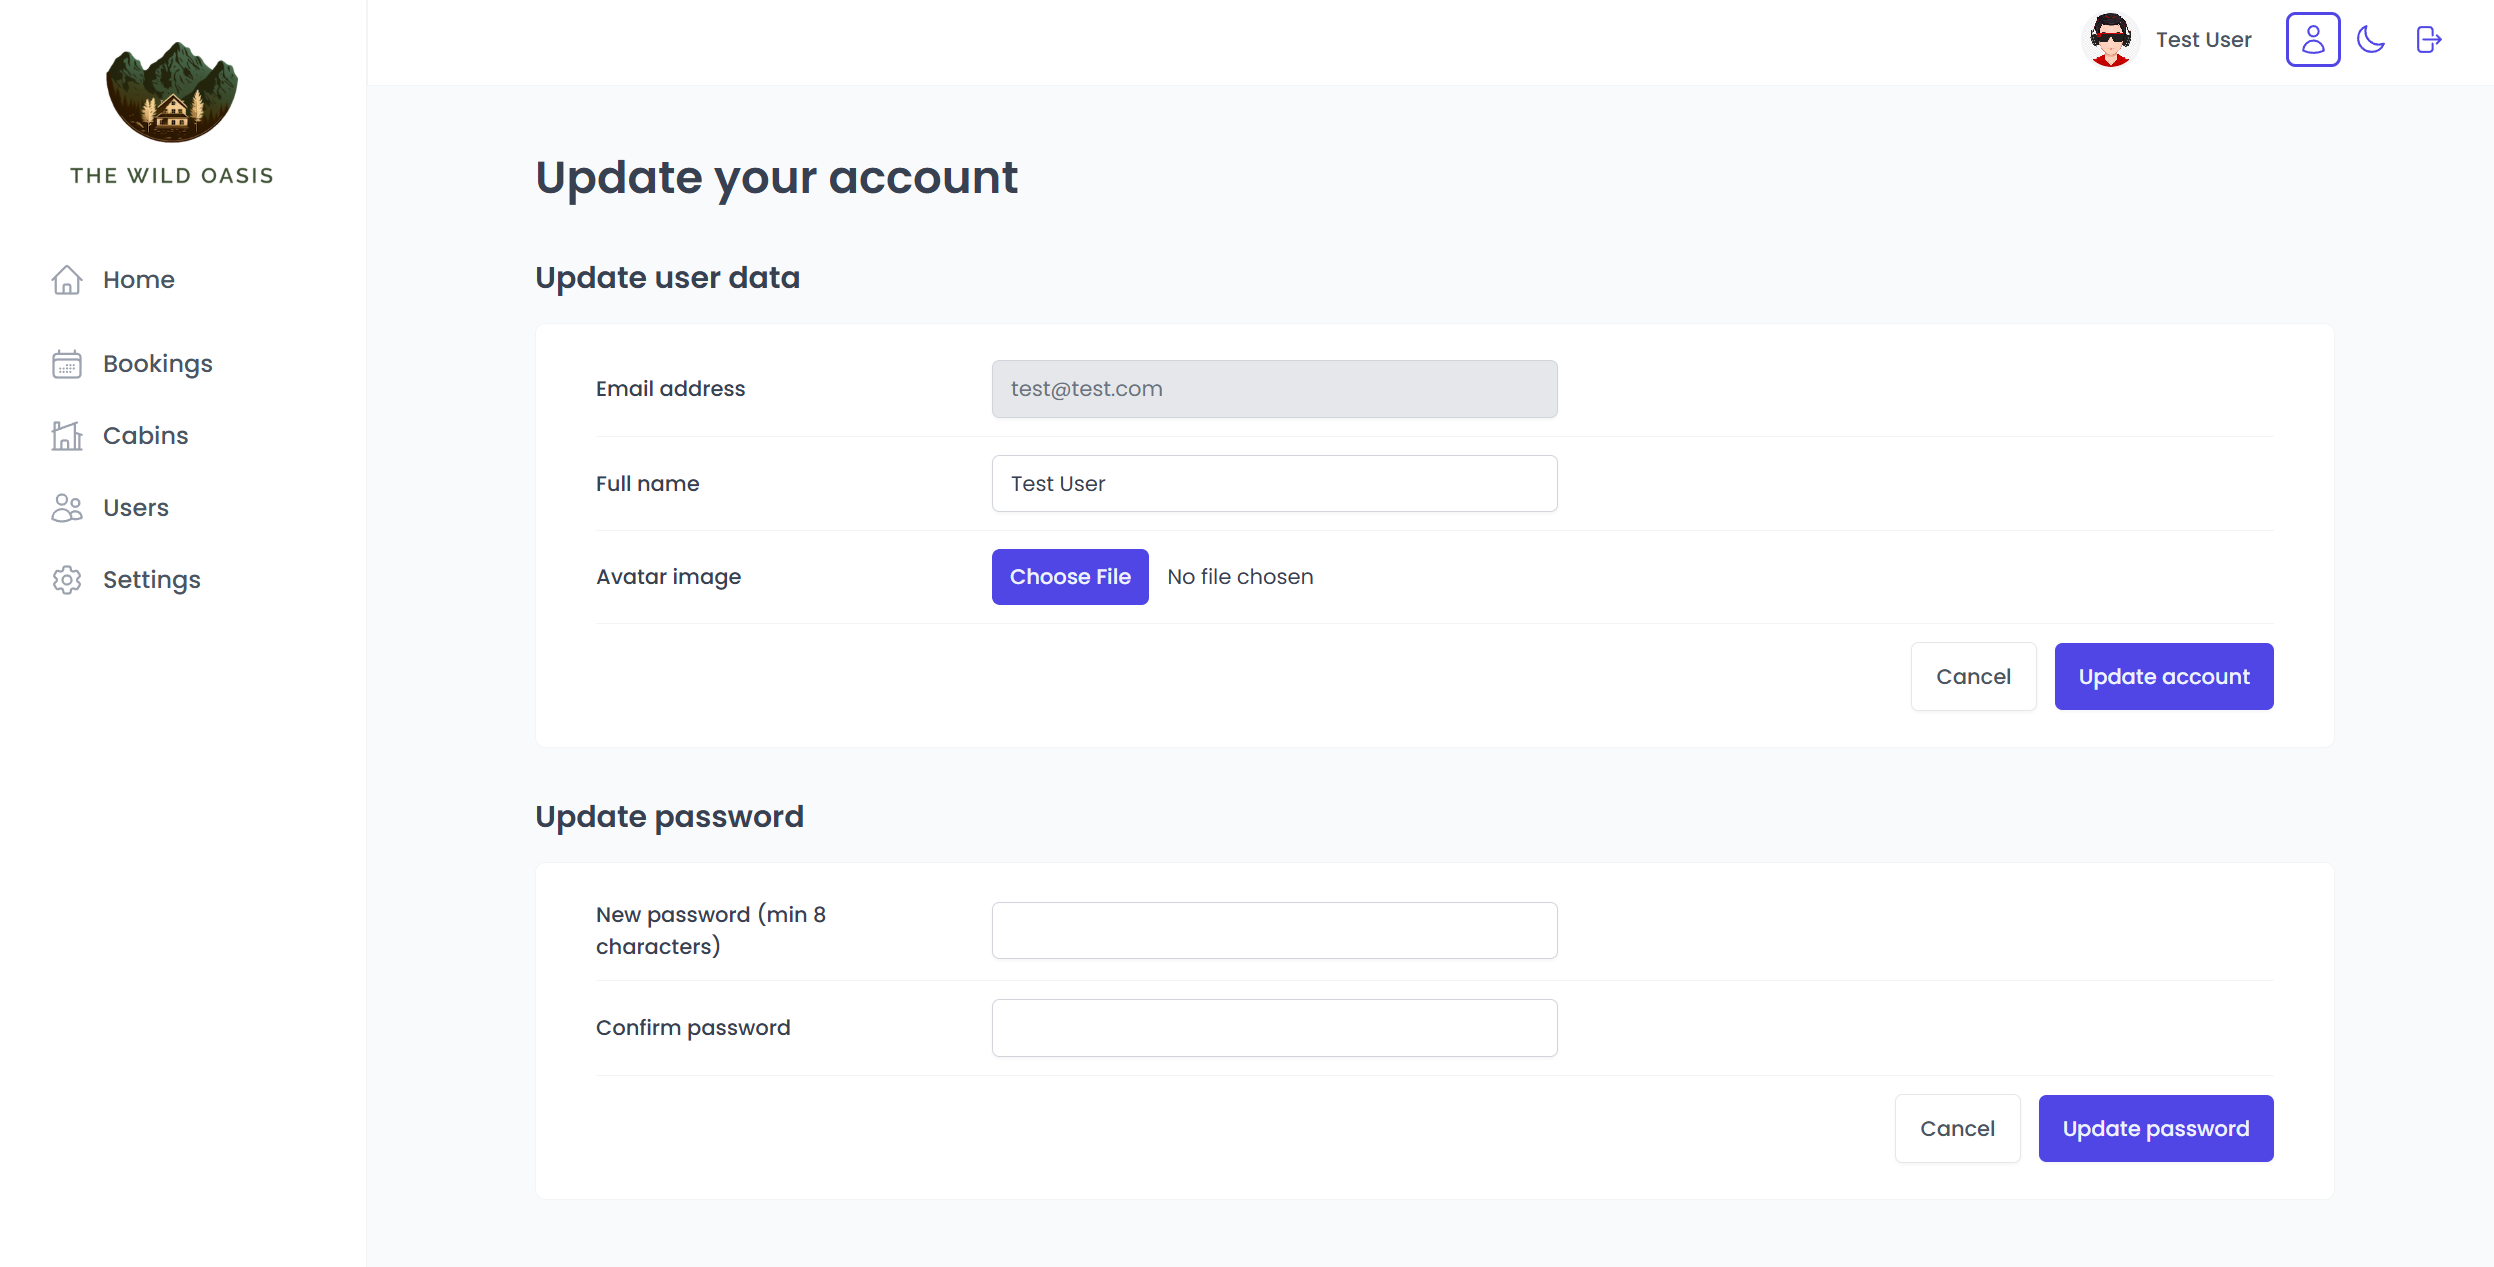 THE WILD OASIS
Home
Bookings
Cabins
Users
Settings
Test User
Update your account
Update user data
Email address
test@test.com
Full name
Test User
Avatar image
Choose File No file chosen
Cancel
Update account
Update password
New password (min 8
characters)
Confirm password
Cancel
Update password